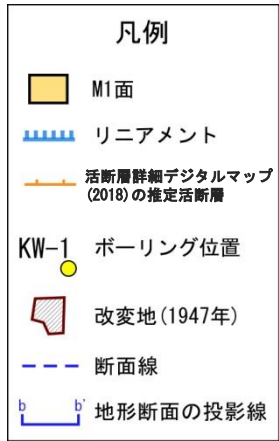 凡例
M1面
リニアメント
活断層詳細デジタルマップ
(2018)の推定活断層
KW-1 ボーリング位置
改変地(1947年)
断面線
b b' 地形断面の投影線